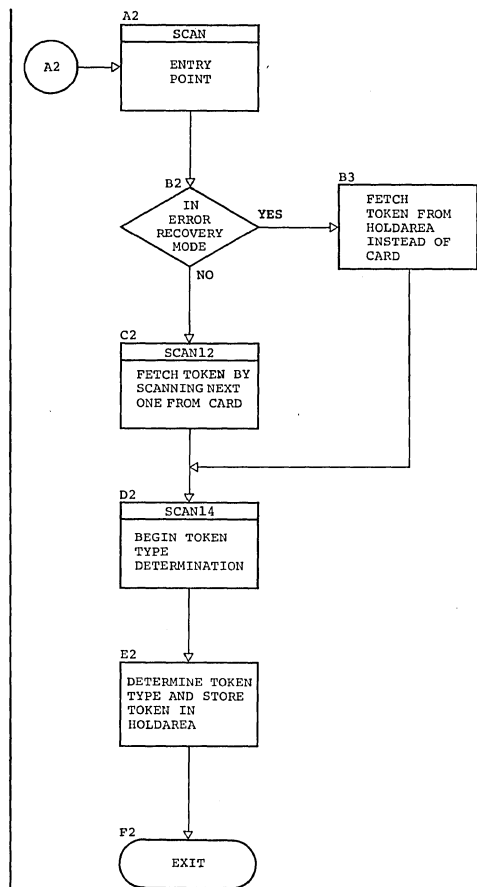 A2
SCAN
A2
ENTRY
POINT
B2
IN
ERROR
RECOVERY
MODE
YES
NO
B3
FETCH
TOKEN FROM
HOLDAREA
INSTEAD OF
CARD
C2
SCAN12
FETCH TOKEN BY
SCANNING NEXT
ONE FROM CARD
D2
SCAN14
BEGIN TOKEN
TYPE
DETERMINATION
E2
DETERMINE TOKEN
TYPE AND STORE
TOKEN IN
HOLDAREA
F2
EXIT